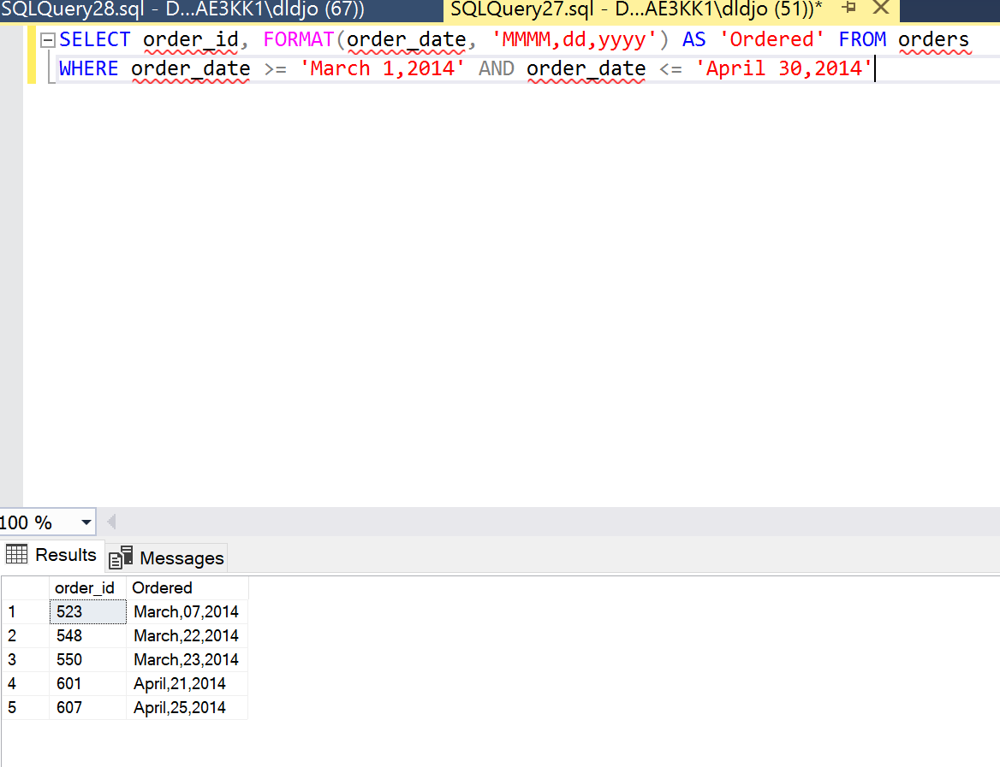 SQLQuery28.sql - D...AE3KK1\dldjo (67)) SQLQuery27.sql - D...AE3KK1\dldjo (51))*
SELECT order_id, FORMAT(order_date, 'MMMM,dd,yyyy') AS 'Ordered' FROM orders
WHERE order_date >= 'March 1,2014' AND order_date <= 'April 30,2014'
100 %
Results Messages
order_id Ordered
1 523 March,07,2014
2 548 March,22,2014
3 550 March,23,2014
4 601 April,21,2014
5 607 April,25,2014